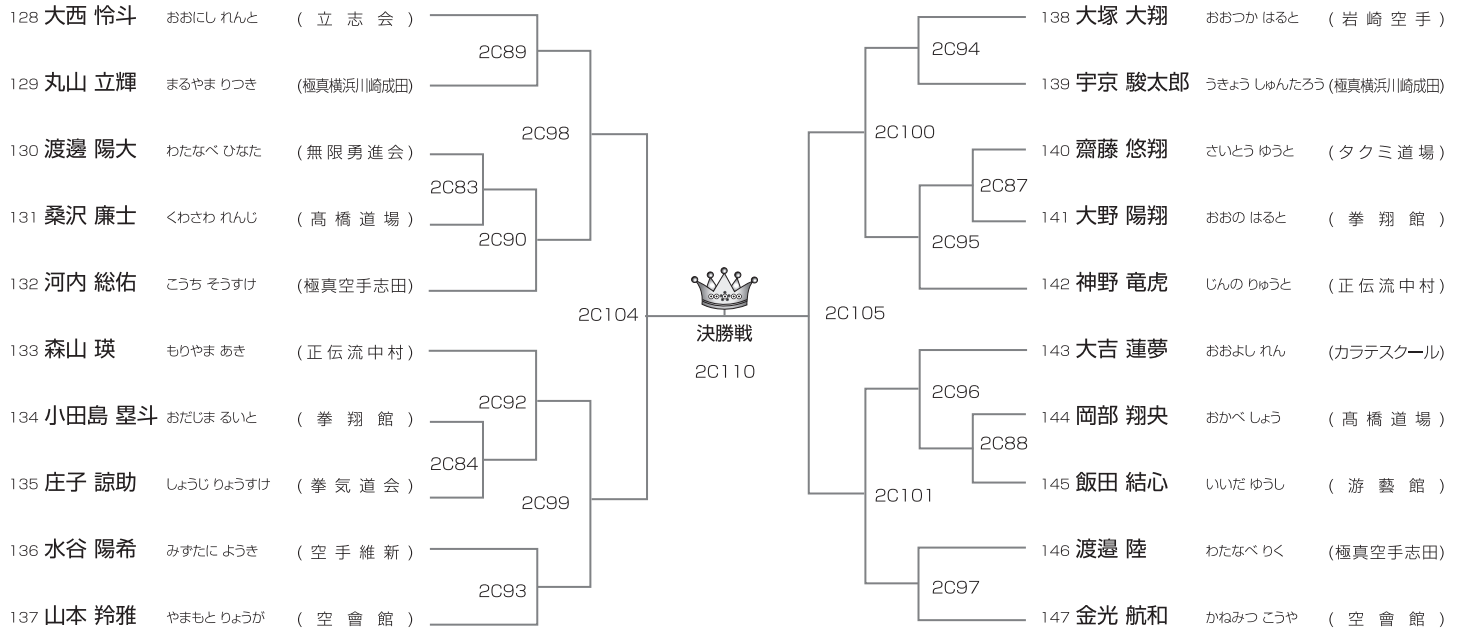 128 大西 怜斗 おおにし れんと (立志会)
129 丸山 立輝 まるやま りつき (極真横浜川崎成田)
130 渡邊 陽大 わたなべ ひなた (無限勇進会)
131 桑沢 廉士 くわさわ れんじ (髙橋道場)
132 河内 総佑 こうち そうすけ (極真空手志田)
133 森山 瑛 もりやま あき (正伝流中村)
134 小田島 塁斗 おだじま るいと (拳翔館)
135 庄子 諒助 しょうじ りょうすけ (拳気道会)
136 水谷 陽希 みずたに ようき (空手維新)
137 山本 羚雅 やまもと りょうが (空會館)
2C89
2C98
2C83
2C90
2C104
2C92
2C84
2C99
2C93
決勝戦
2C110
138 大塚 大翔 おおつか はると (岩崎空手)
139 宇京 駿太郎 うきょう しゅんたろう (極真横浜川崎成田)
140 齋藤 悠翔 さいとう ゆうと (タクミ道場)
141 大野 陽翔 おおの はると (拳翔館)
142 神野 竜虎 じんの りゅうと (正伝流中村)
143 大吉 蓮夢 おおよし れん (カラテスクール)
144 岡部 翔央 おかべ しょう (髙橋道場)
145 飯田 結心 いいだ ゆうし (游藝館)
146 渡邉 陸 わたなべ りく (極真空手志田)
147 金光 航和 かねみつ こうや (空會館)
2C94
2C100
2C87
2C95
2C105
2C96
2C88
2C101
2C97